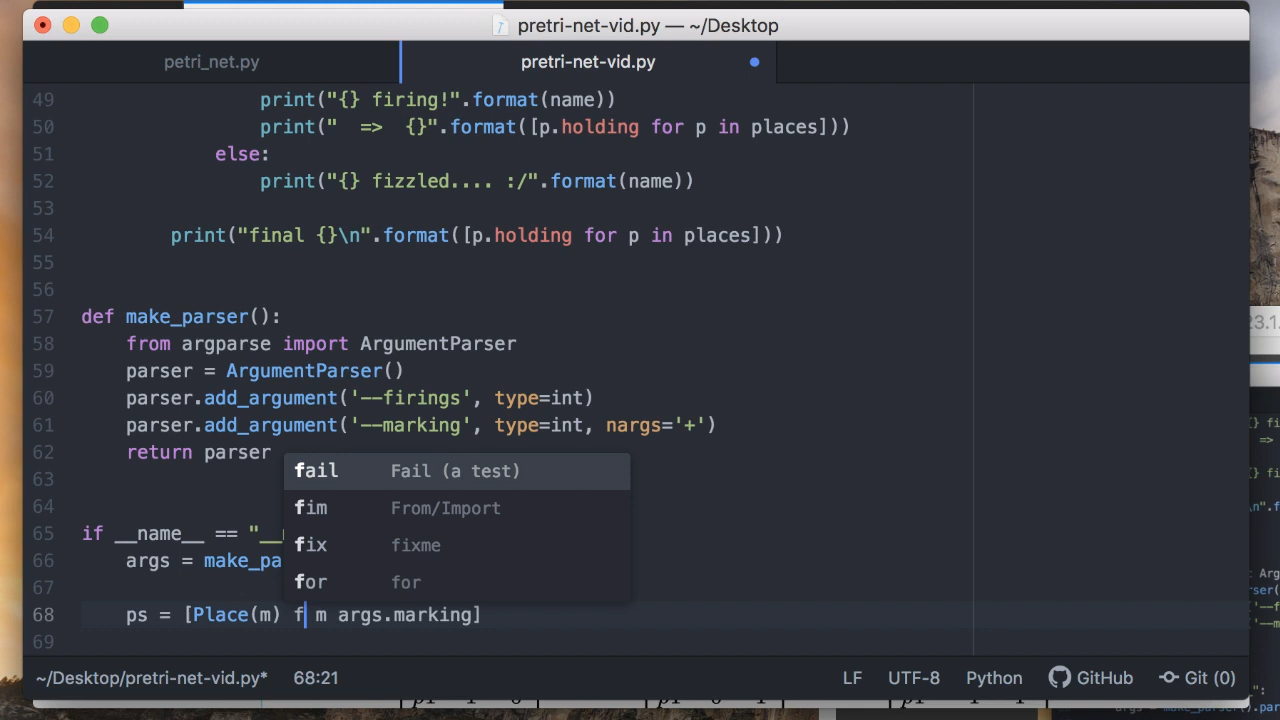 pretri-net-vid.py — ~/Desktop
petri_net.py
pretri-net-vid.py
49 print("{} firing!".format(name))
50 print("  =>  {}".format([p.holding for p in places]))
51 else:
52 print("{} fizzled.... :/".format(name))
53
54 print("final {}\n".format([p.holding for p in places]))
55
56
57 def make_parser():
58 from argparse import ArgumentParser
59 parser = ArgumentParser()
60 parser.add_argument('--firings', type=int)
61 parser.add_argument('--marking', type=int, nargs='+')
62 return parser
fail Fail (a test)
63
fim From/Import
64
65 if __name__ == "__
fix fixme
66 args = make_pa
for for
67
68 ps = [Place(m) f m args.marking]
69
~/Desktop/pretri-net-vid.py* 68:21 LF UTF-8 Python GitHub Git (0)